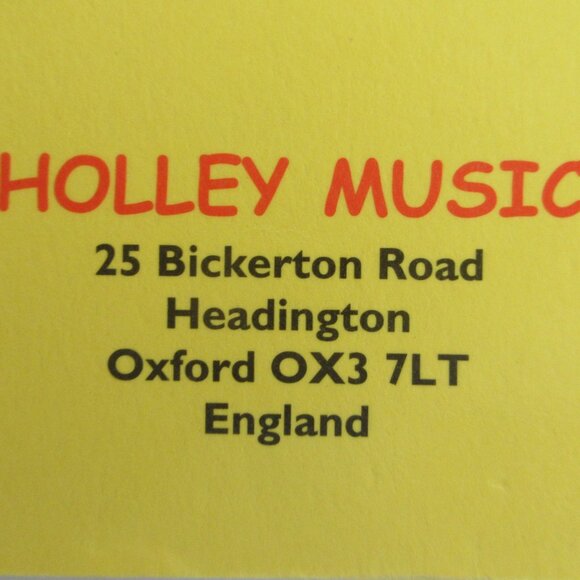 HOLLEY MUSIC
25 Bickerton Road
Headington
Oxford OX3 7LT
England